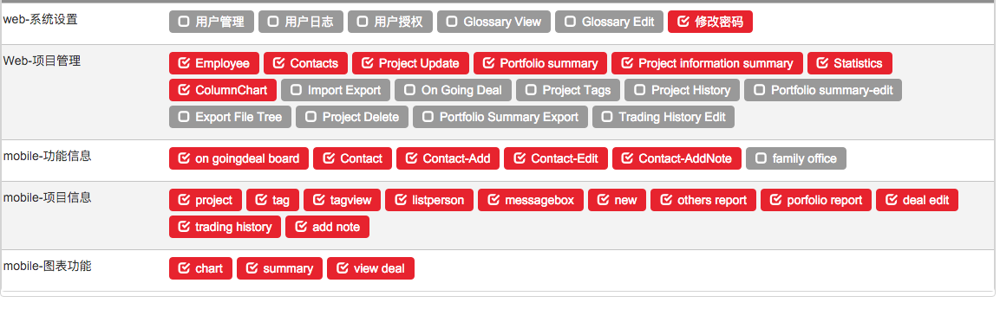 web-系统设置 用户管理 用户日志 用户授权 Glossary View Glossary Edit 修改密码
Web-项目管理 Employee Contacts Project Update Portfolio summary Project information summary Statistics
ColumnChart Import Export On Going Deal Project Tags Project History Portfolio summary-edit
Export File Tree Project Delete Portfolio Summary Export Trading History Edit
mobile-功能信息 on goingdeal board Contact Contact-Add Contact-Edit Contact-AddNote family office
mobile-项目信息 project tag tagview listperson messagebox new others report porfolio report deal edit
trading history add note
mobile-图表功能 chart summary view deal